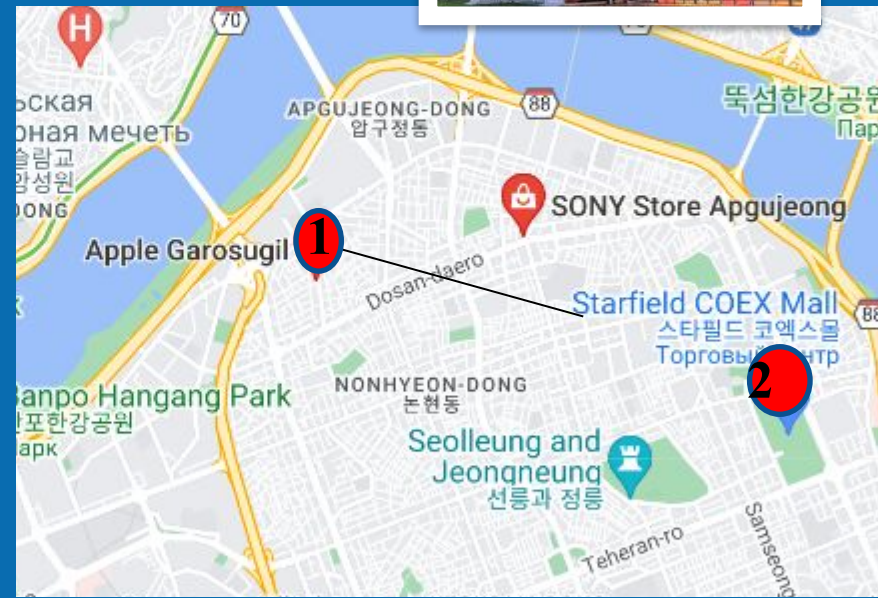 70
H
APGUJEONG-DONG
압구정동
88
뚝섬한강공원
Пар
ьская
рная мечеть
슬람교
앙성원
DONG
SONY Store Apgujeong
Apple Garosugil
1
Dosan-daero
Starfield COEX Mall
스타필드 코엑스몰
Торговый центр
88
2
Banpo Hangang Park
반포한강공원
арк
NONHYEON-DONG
논현동
Seolleung and
Jeongneung
선릉과 정릉
Teheran-ro
Samseong